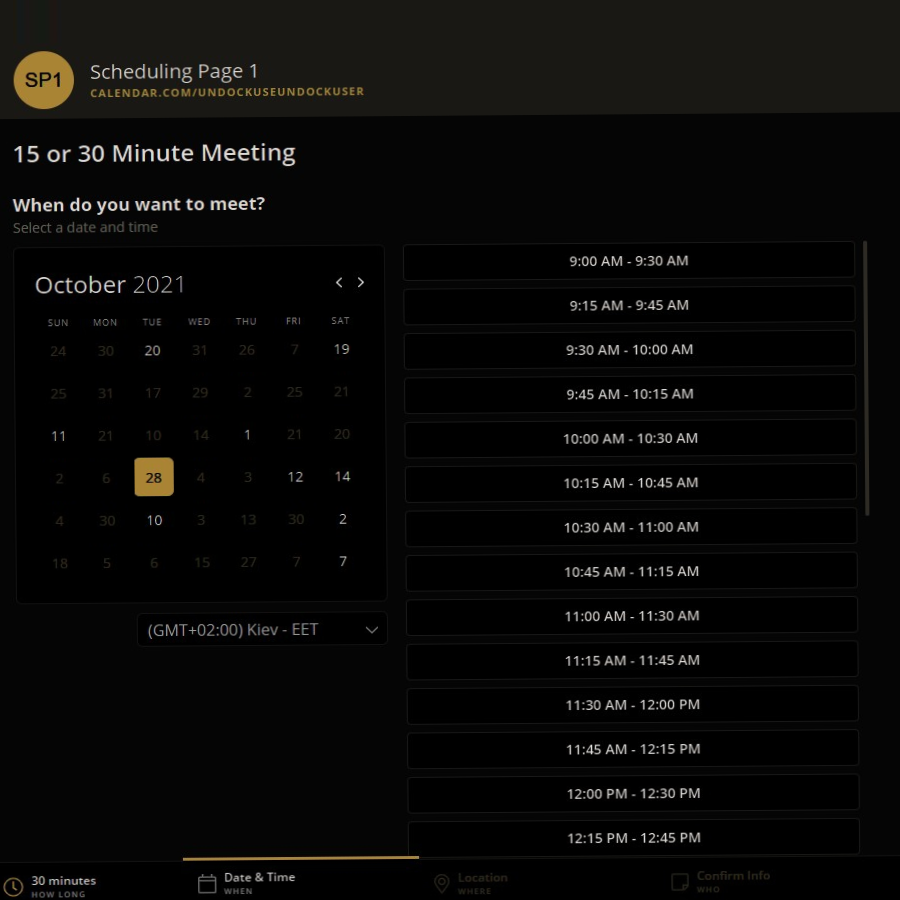 SP1
Scheduling Page 1
CALENDAR.COM/UNDOCKUSEUNDOCKUSER
15 or 30 Minute Meeting
When do you want to meet?
Select a date and time
October 2021
SUN MON TUE WED THU FRI SAT
24 30 20 31 26 7 19
25 31 17 29 2 25 21
11 21 10 14 1 21 20
2 6 28 4 3 12 14
4 30 10 3 13 30 2
18 5 6 15 27 7 7
(GMT+02:00) Kiev - EET
9:00 AM - 9:30 AM
9:15 AM - 9:45 AM
9:30 AM - 10:00 AM
9:45 AM - 10:15 AM
10:00 AM - 10:30 AM
10:15 AM - 10:45 AM
10:30 AM - 11:00 AM
10:45 AM - 11:15 AM
11:00 AM - 11:30 AM
11:15 AM - 11:45 AM
11:30 AM - 12:00 PM
11:45 AM - 12:15 PM
12:00 PM - 12:30 PM
12:15 PM - 12:45 PM
30 minutes
HOW LONG
Date & Time
WHEN
Location
WHERE
Confirm Info
WHO